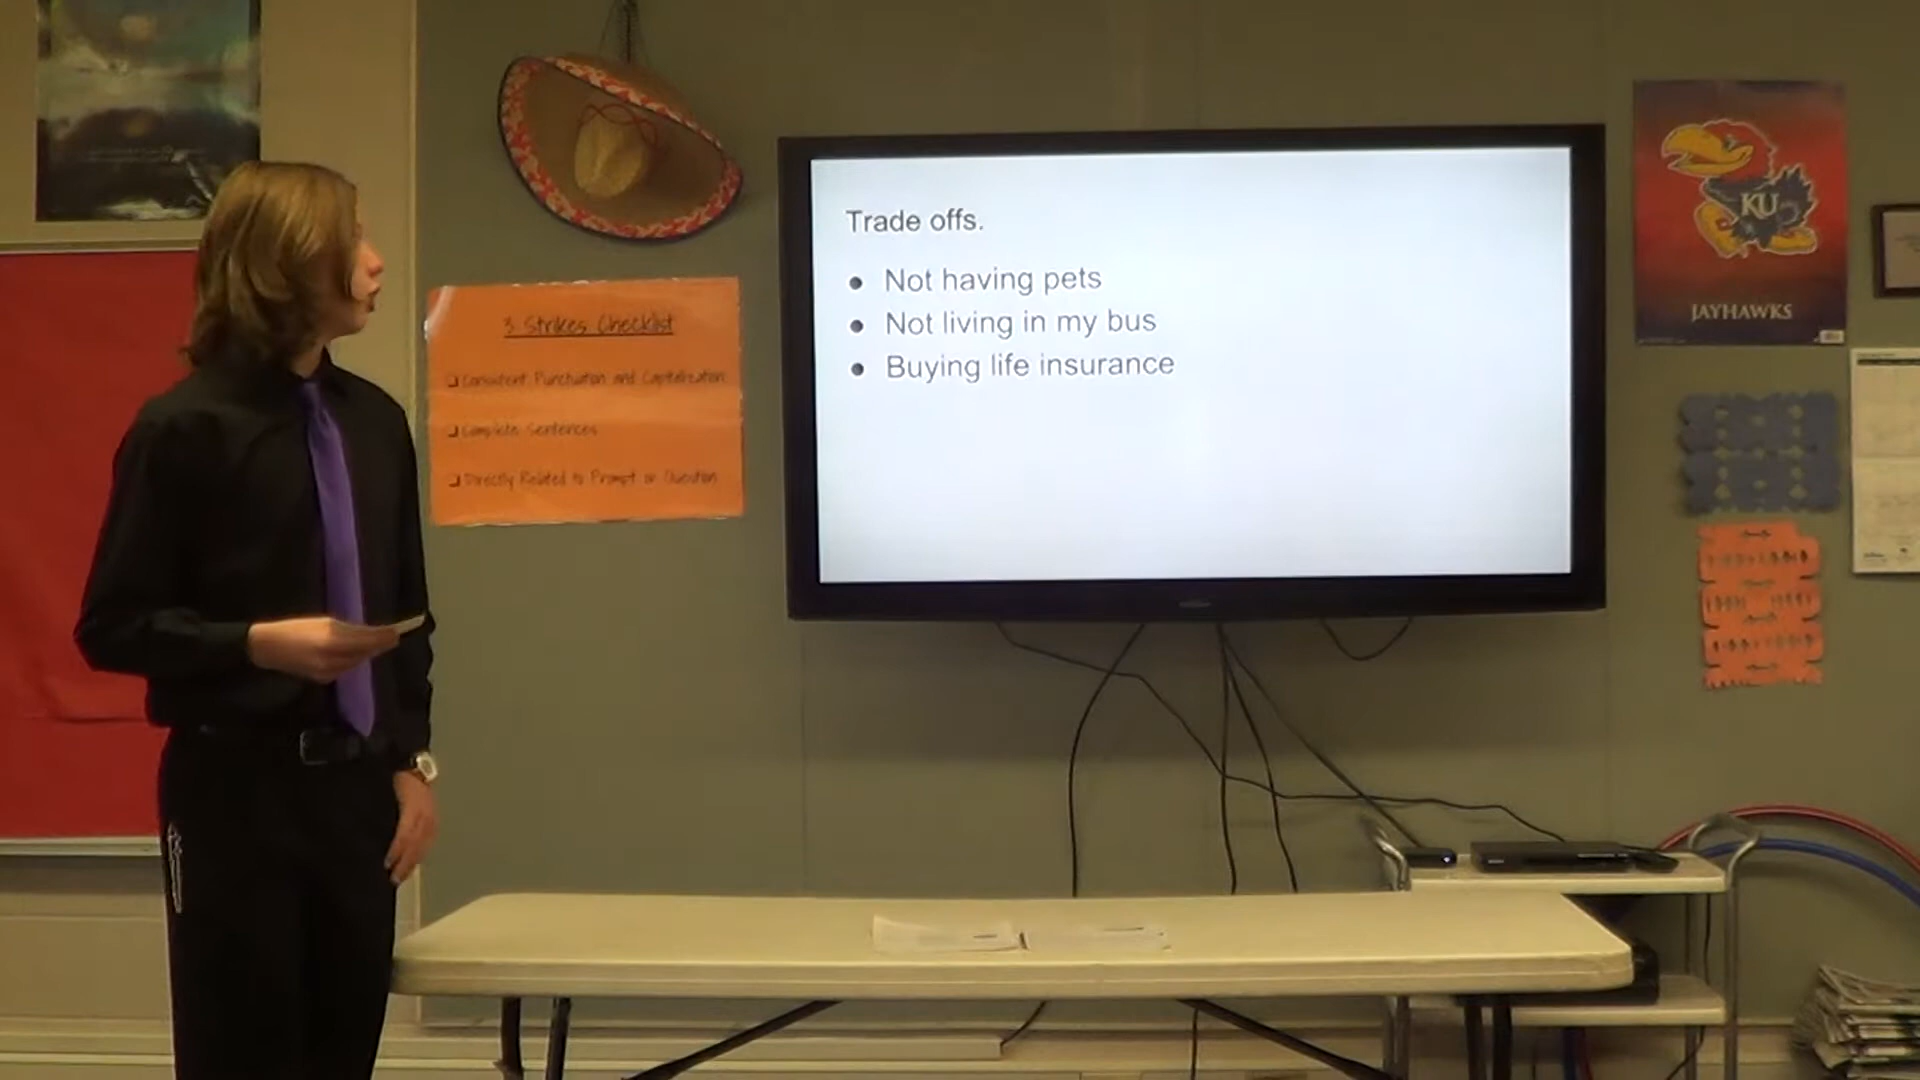 3 Strikes Checklist
Consistent Punctuation and Capitalization
Complete Sentences
Directly Related to Prompt or Question
Trade offs.
● Not having pets
● Not living in my bus
● Buying life insurance
KU
JAYHAWKS